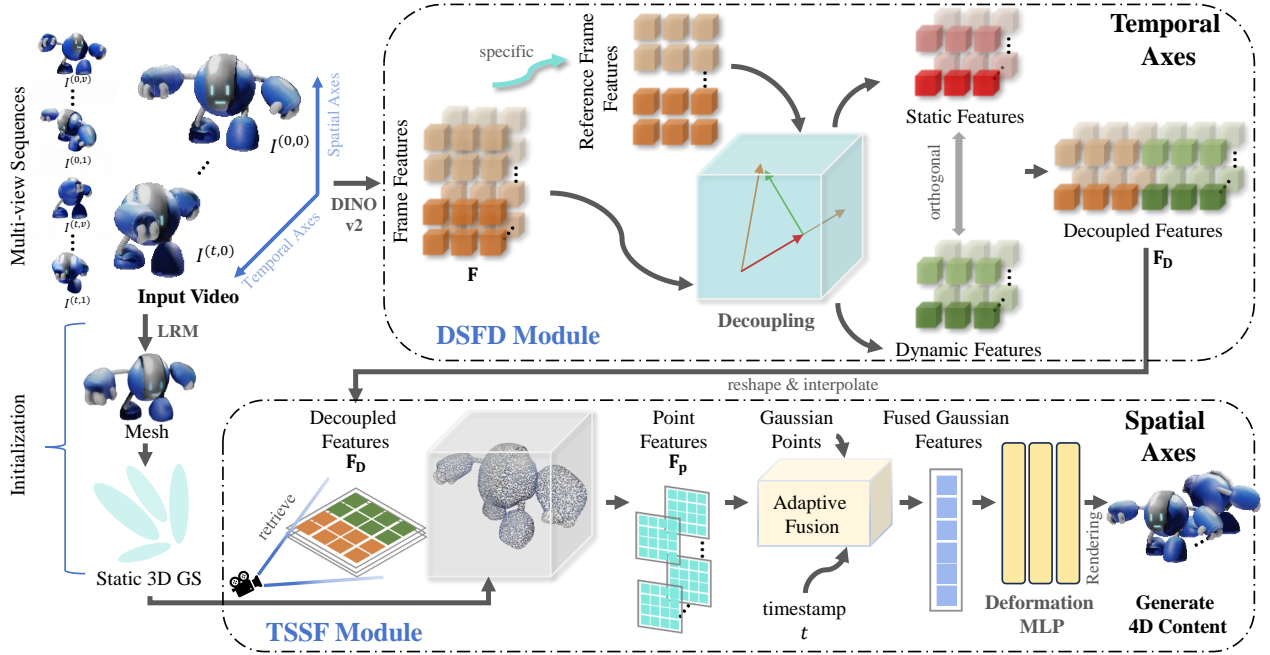 Multi-view Sequences
I^(0,v)
I^(0,1)
I^(t,v)
I^(t,1)
I^(0,0)
I^(t,0)
Input Video
Spatial Axes
Temporal Axes
DINO
v2
LRM
Initialization
Mesh
Static 3D GS
Temporal
Axes
Frame Features
F
specific
Reference Frame
Features
Decoupling
DSFD Module
Static Features
orthogonal
Dynamic Features
Decoupled Features
F_D
reshape & interpolate
Spatial
Axes
Decoupled
Features
F_D
retrieve
TSSF Module
Point
Features
F_p
Gaussian
Points
Adaptive
Fusion
timestamp
t
Fused Gaussian
Features
Deformation
MLP
Rendering
Generate
4D Content